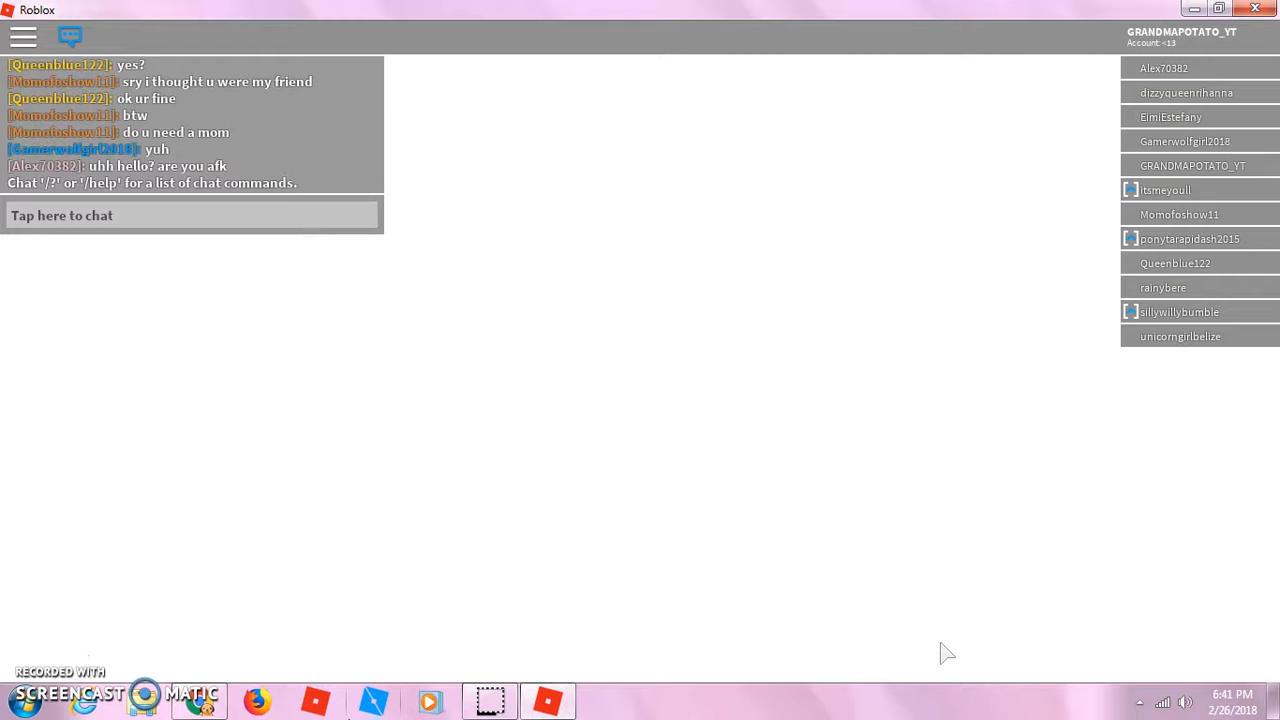 Roblox
GRANDMAPOTATO_YT
Account: <13
[Queenblue122]: yes?
[Momofoshow11]: sry i thought u were my friend
[Queenblue122]: ok ur fine
[Momofoshow11]: btw
[Momofoshow11]: do u need a mom
[Gamerwolfgirl2018]: yuh
[Alex70382]: uhh hello? are you afk
Chat '/?' or '/help' for a list of chat commands.
Tap here to chat
Alex70382
dizzyqueenrihanna
EimiEstefany
Gamerwolfgirl2018
GRANDMAPOTATO_YT
itsmeyoull
Momofoshow11
ponytarapidash2015
Queenblue122
rainybere
sillywillybumble
unicorngirlbelize
RECORDED WITH
SCREENCAST MATIC
6:41 PM
2/26/2018